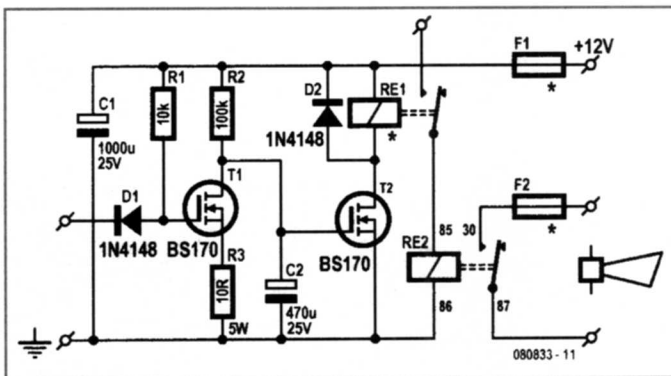 F1
+12V
*
R1
10k
R2
100k
D2
1N4148
RE1
*
C1
1000u
25V
D1
1N4148
T1
BS170
T2
BS170
R3
10R
5W
C2
470u
25V
F2
*
85
30
RE2
86
87
080833 - 11